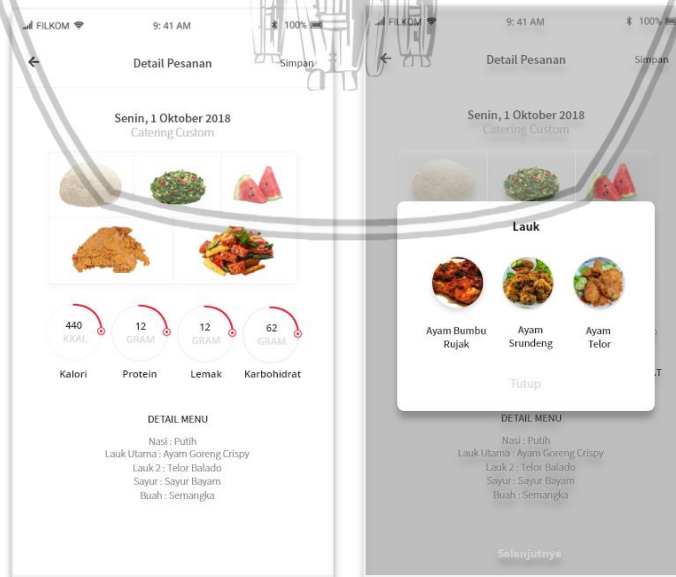 FILKOM 9:41 AM 100%
Detail Pesanan Simpan
Senin, 1 Oktober 2018
Catering Custom
440
KKAL
12
GRAM
12
GRAM
62
GRAM
Kalori Protein Lemak Karbohidrat
DETAIL MENU
Nasi : Putih
Lauk Utama : Ayam Goreng Crispy
Lauk 2 : Telor Balado
Sayur : Sayur Bayam
Buah : Semangka
FILKOM 9:41 AM 100%
Detail Pesanan Simpan
Senin, 1 Oktober 2018
Catering Custom
Lauk
Ayam Bumbu
Rujak
Ayam
Srundeng
Ayam
Telor
Tutup
AT
DETAIL MENU
Nasi : Putih
Lauk Utama : Ayam Goreng Crispy
Lauk 2 : Telor Balado
Sayur : Sayur Bayam
Buah : Semangka
Selanjutnya